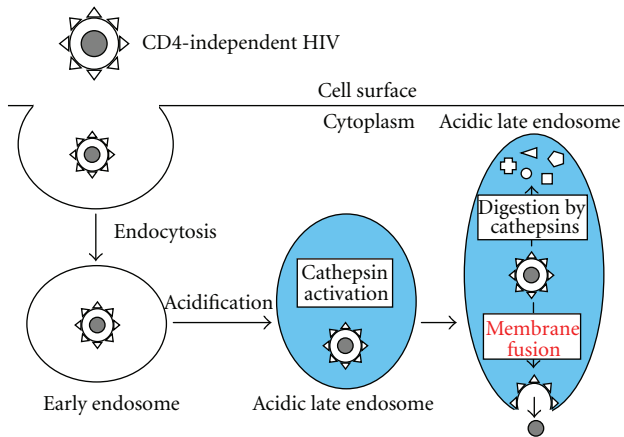 CD4-independent HIV
Cell surface
Cytoplasm
Acidic late endosome
Endocytosis
Digestion by
cathepsins
Cathepsin
activation
Acidification
Membrane
fusion
Early endosome
Acidic late endosome